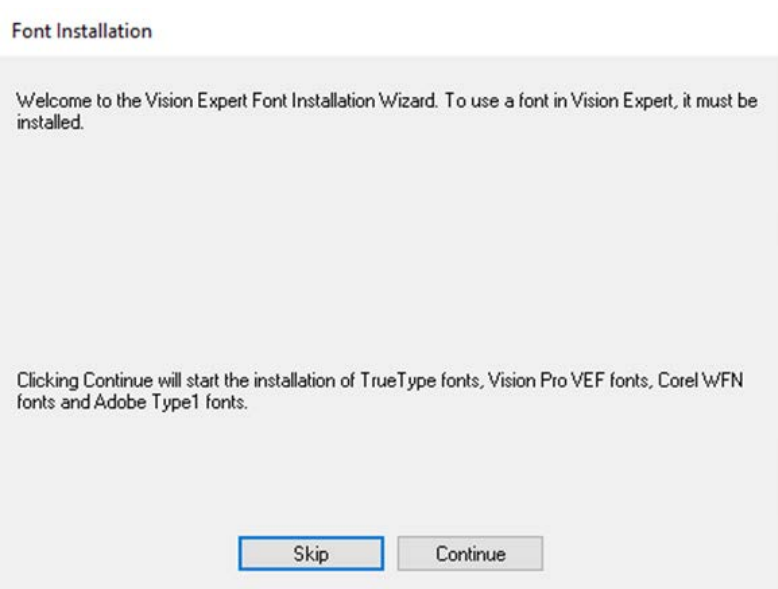 Font Installation
Welcome to the Vision Expert Font Installation Wizard. To use a font in Vision Expert, it must be
installed.
Clicking Continue will start the installation of TrueType fonts, Vision Pro VEF fonts, Corel WFN
fonts and Adobe Type1 fonts.
Skip
Continue